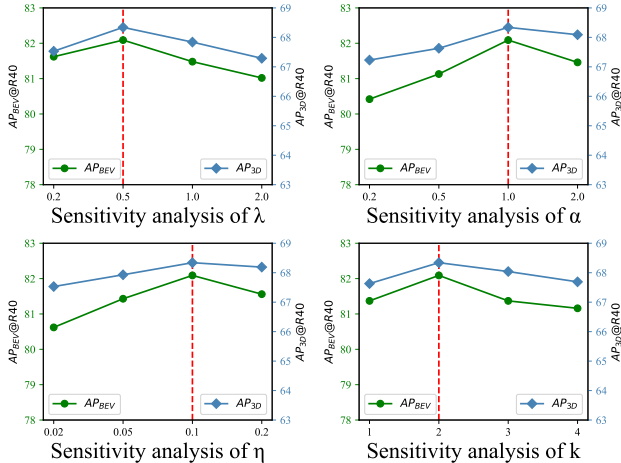 83 69
82 68
81 67
80 66
79 65
78 64
63
AP_BEV@R40
AP_3D@R40
AP_BEV AP_3D
0.2 0.5 1.0 2.0
Sensitivity analysis of λ
83 69
82 68
81 67
80 66
79 65
78 64
63
AP_BEV@R40
AP_3D@R40
AP_BEV AP_3D
0.2 0.5 1.0 2.0
Sensitivity analysis of α
83 69
82 68
81 67
80 66
79 65
78 64
63
AP_BEV@R40
AP_3D@R40
AP_BEV AP_3D
0.02 0.05 0.1 0.2
Sensitivity analysis of η
83 69
82 68
81 67
80 66
79 65
78 64
63
AP_BEV@R40
AP_3D@R40
AP_BEV AP_3D
1 2 3 4
Sensitivity analysis of k